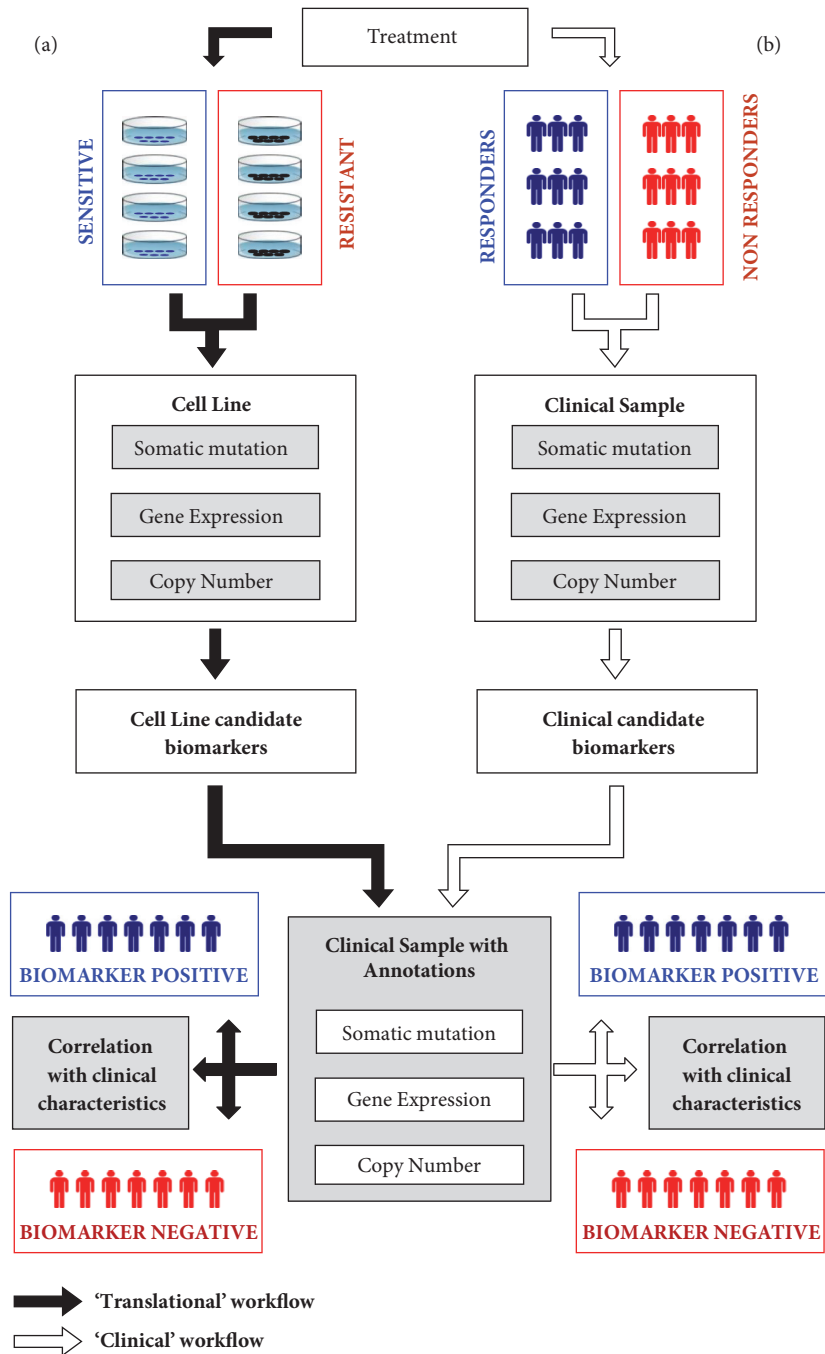 (a)
Treatment
(b)
SENSITIVE
RESISTANT
RESPONDERS
NON RESPONDERS
Cell Line
Somatic mutation
Gene Expression
Copy Number
Clinical Sample
Somatic mutation
Gene Expression
Copy Number
Cell Line candidate
biomarkers
Clinical candidate
biomarkers
BIOMARKER POSITIVE
Correlation
with clinical
characteristics
BIOMARKER NEGATIVE
Clinical Sample with
Annotations
Somatic mutation
Gene Expression
Copy Number
BIOMARKER POSITIVE
Correlation
with clinical
characteristics
BIOMARKER NEGATIVE
‘Translational’ workflow
‘Clinical’ workflow